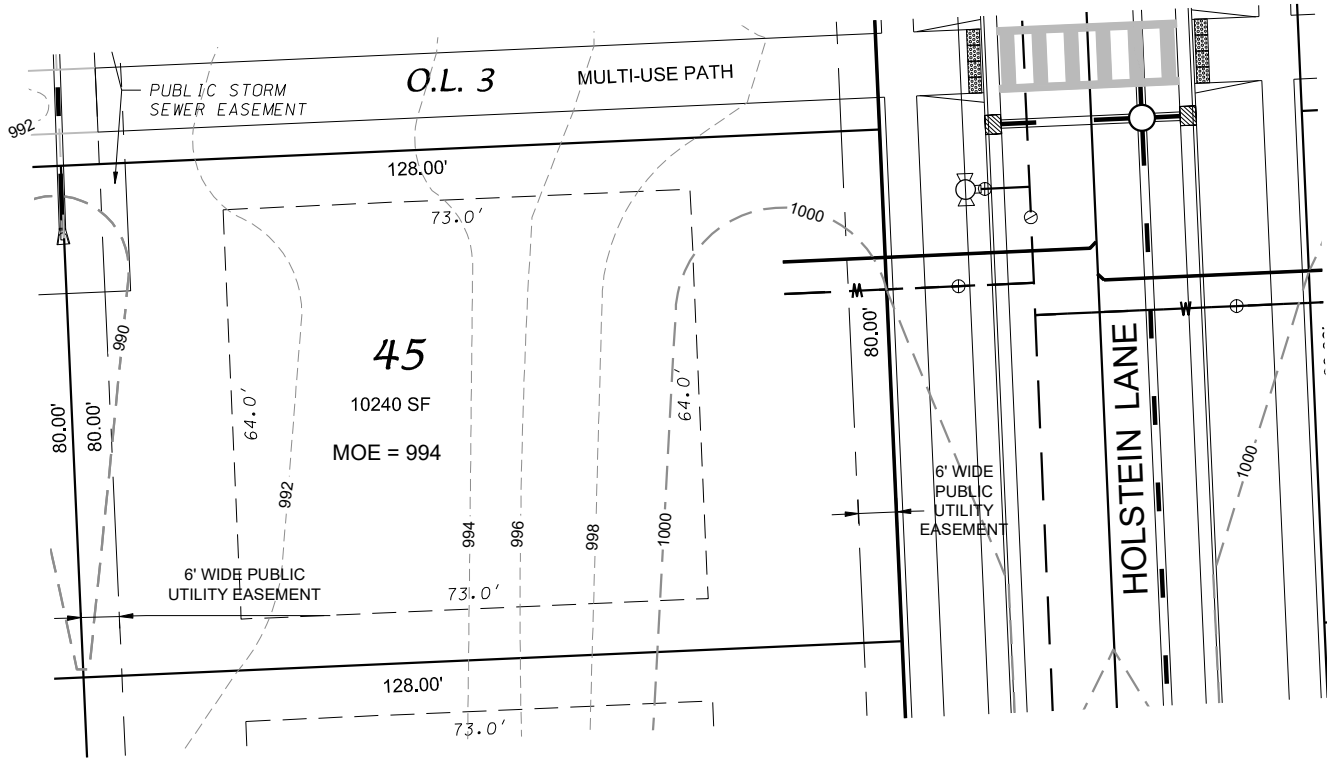 O.L. 3
MULTI-USE PATH
PUBLIC STORM
SEWER EASEMENT
992
128.00'
73.0'
1000
990
80.00'
45
10240 SF
MOE = 994
64.0'
64.0'
80.00'
80.00'
992
994
996
998
1000
W
W
HOLSTEIN LANE
1000
6' WIDE
PUBLIC
UTILITY
EASEMENT
6' WIDE PUBLIC
UTILITY EASEMENT
73.0'
128.00'
73.0'